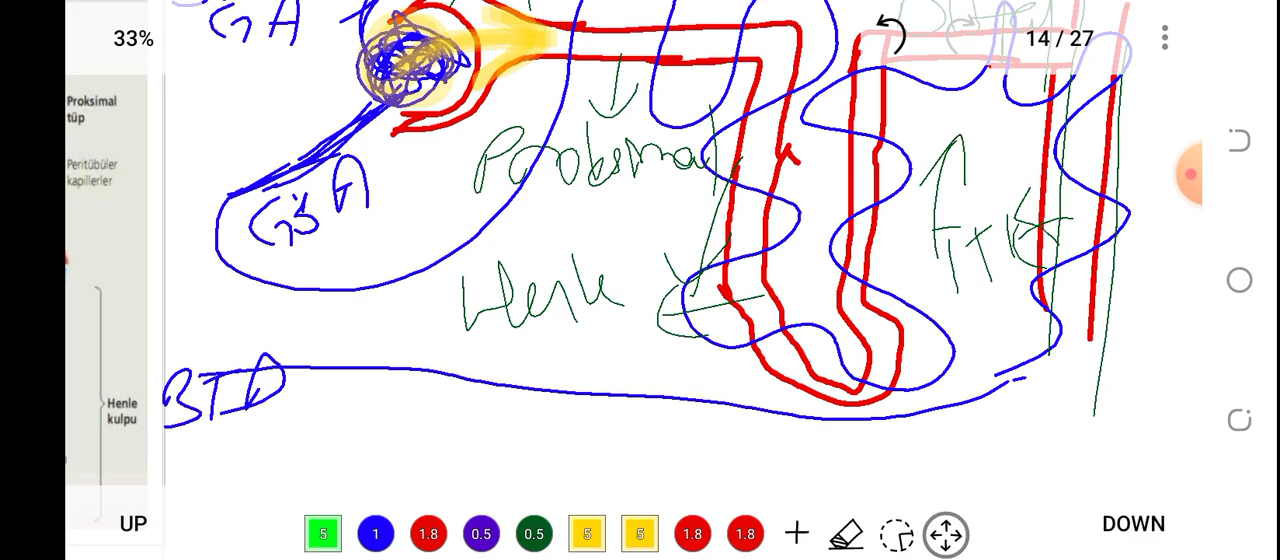 33%
14 / 27
GA
Proksimal
tüp
Peritübüler
kapillerler
Proksimal
GSA
Henle
BTD
Henle
kulpu
UP
5
1
1.8
0.5
0.5
5
5
1.8
1.8
DOWN